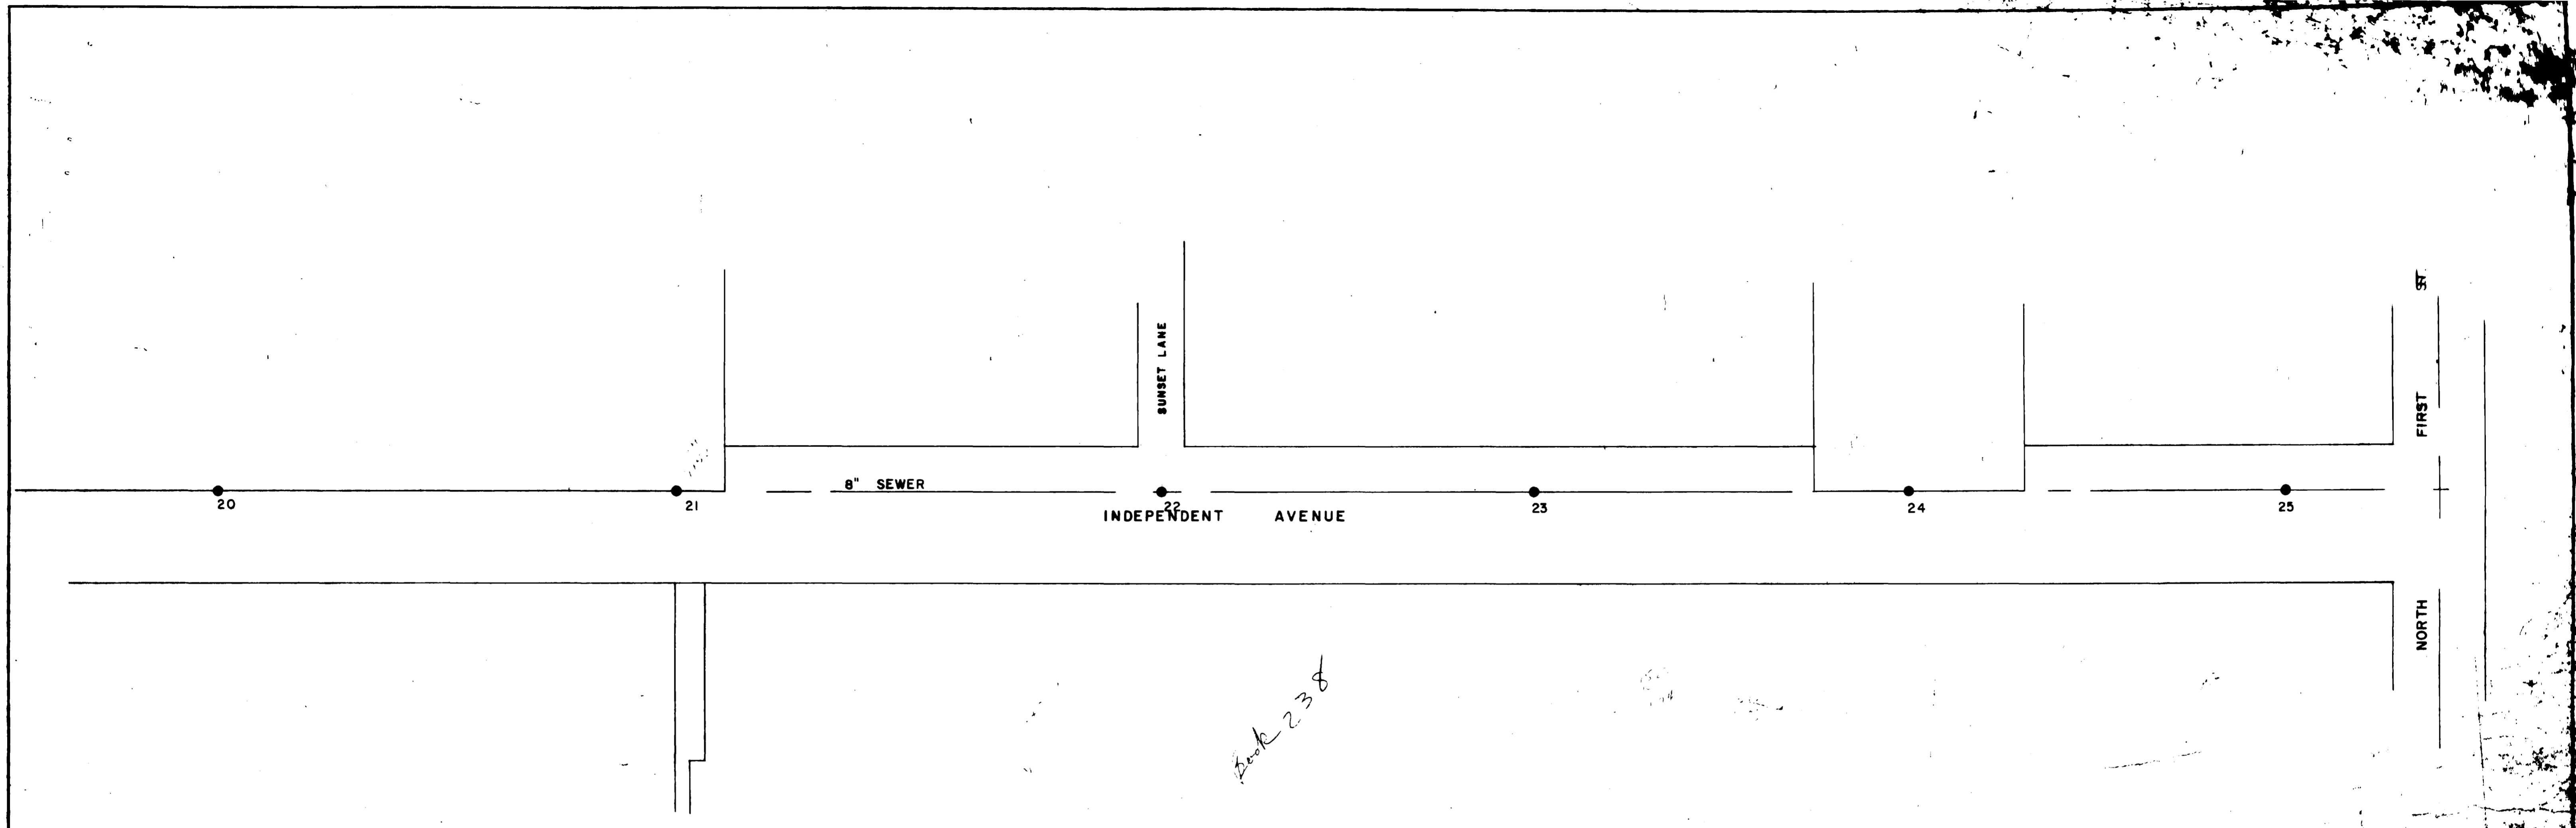 SUNSET LANE
NORTH FIRST ST.
8" SEWER
20 21 22 23 24 25
INDEPENDENT AVENUE
Book 238